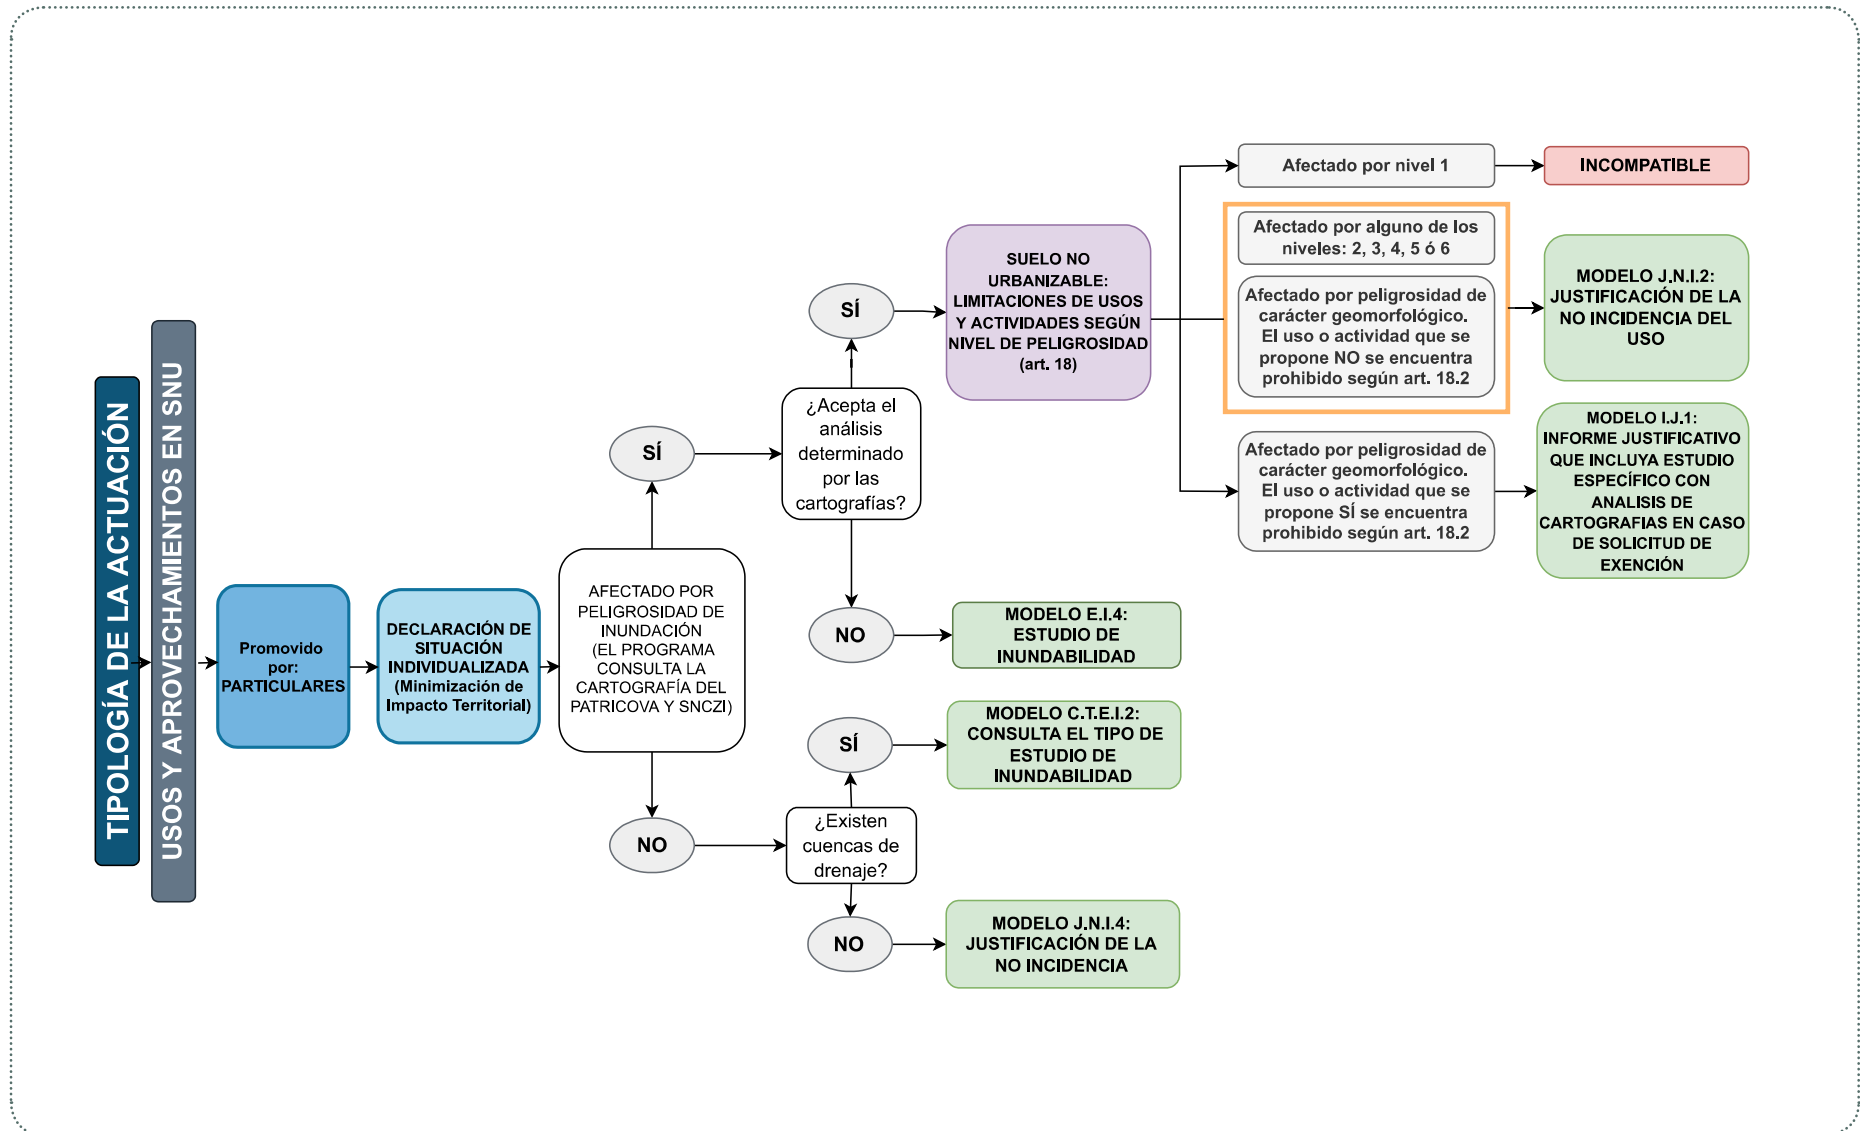 TIPOLOGÍA DE LA ACTUACIÓN
USOS Y APROVECHAMIENTOS EN SNU
Promovido
por:
PARTICULARES
DECLARACIÓN DE
SITUACIÓN
INDIVIDUALIZADA
(Minimización de
Impacto Territorial)
AFECTADO POR
PELIGROSIDAD DE
INUNDACIÓN
(EL PROGRAMA
CONSULTA LA
CARTOGRAFÍA DEL
PATRICOVA Y SNCZI)
SÍ
¿Acepta el
análisis
determinado
por las
cartografías?
SÍ
SUELO NO
URBANIZABLE:
LIMITACIONES DE USOS
Y ACTIVIDADES SEGÚN
NIVEL DE PELIGROSIDAD
(art. 18)
Afectado por nivel 1
INCOMPATIBLE
Afectado por alguno de los
niveles: 2, 3, 4, 5 ó 6
Afectado por peligrosidad de
carácter geomorfológico.
El uso o actividad que se
propone NO se encuentra
prohibido según art. 18.2
MODELO J.N.I.2:
JUSTIFICACIÓN DE LA
NO INCIDENCIA DEL
USO
Afectado por peligrosidad de
carácter geomorfológico.
El uso o actividad que se
propone SÍ se encuentra
prohibido según art. 18.2
MODELO I.J.1:
INFORME JUSTIFICATIVO
QUE INCLUYA ESTUDIO
ESPECÍFICO CON
ANALISIS DE
CARTOGRAFIAS EN CASO
DE SOLICITUD DE
EXENCIÓN
NO
MODELO E.I.4:
ESTUDIO DE
INUNDABILIDAD
NO
¿Existen
cuencas de
drenaje?
SÍ
MODELO C.T.E.I.2:
CONSULTA EL TIPO DE
ESTUDIO DE
INUNDABILIDAD
NO
MODELO J.N.I.4:
JUSTIFICACIÓN DE LA
NO INCIDENCIA